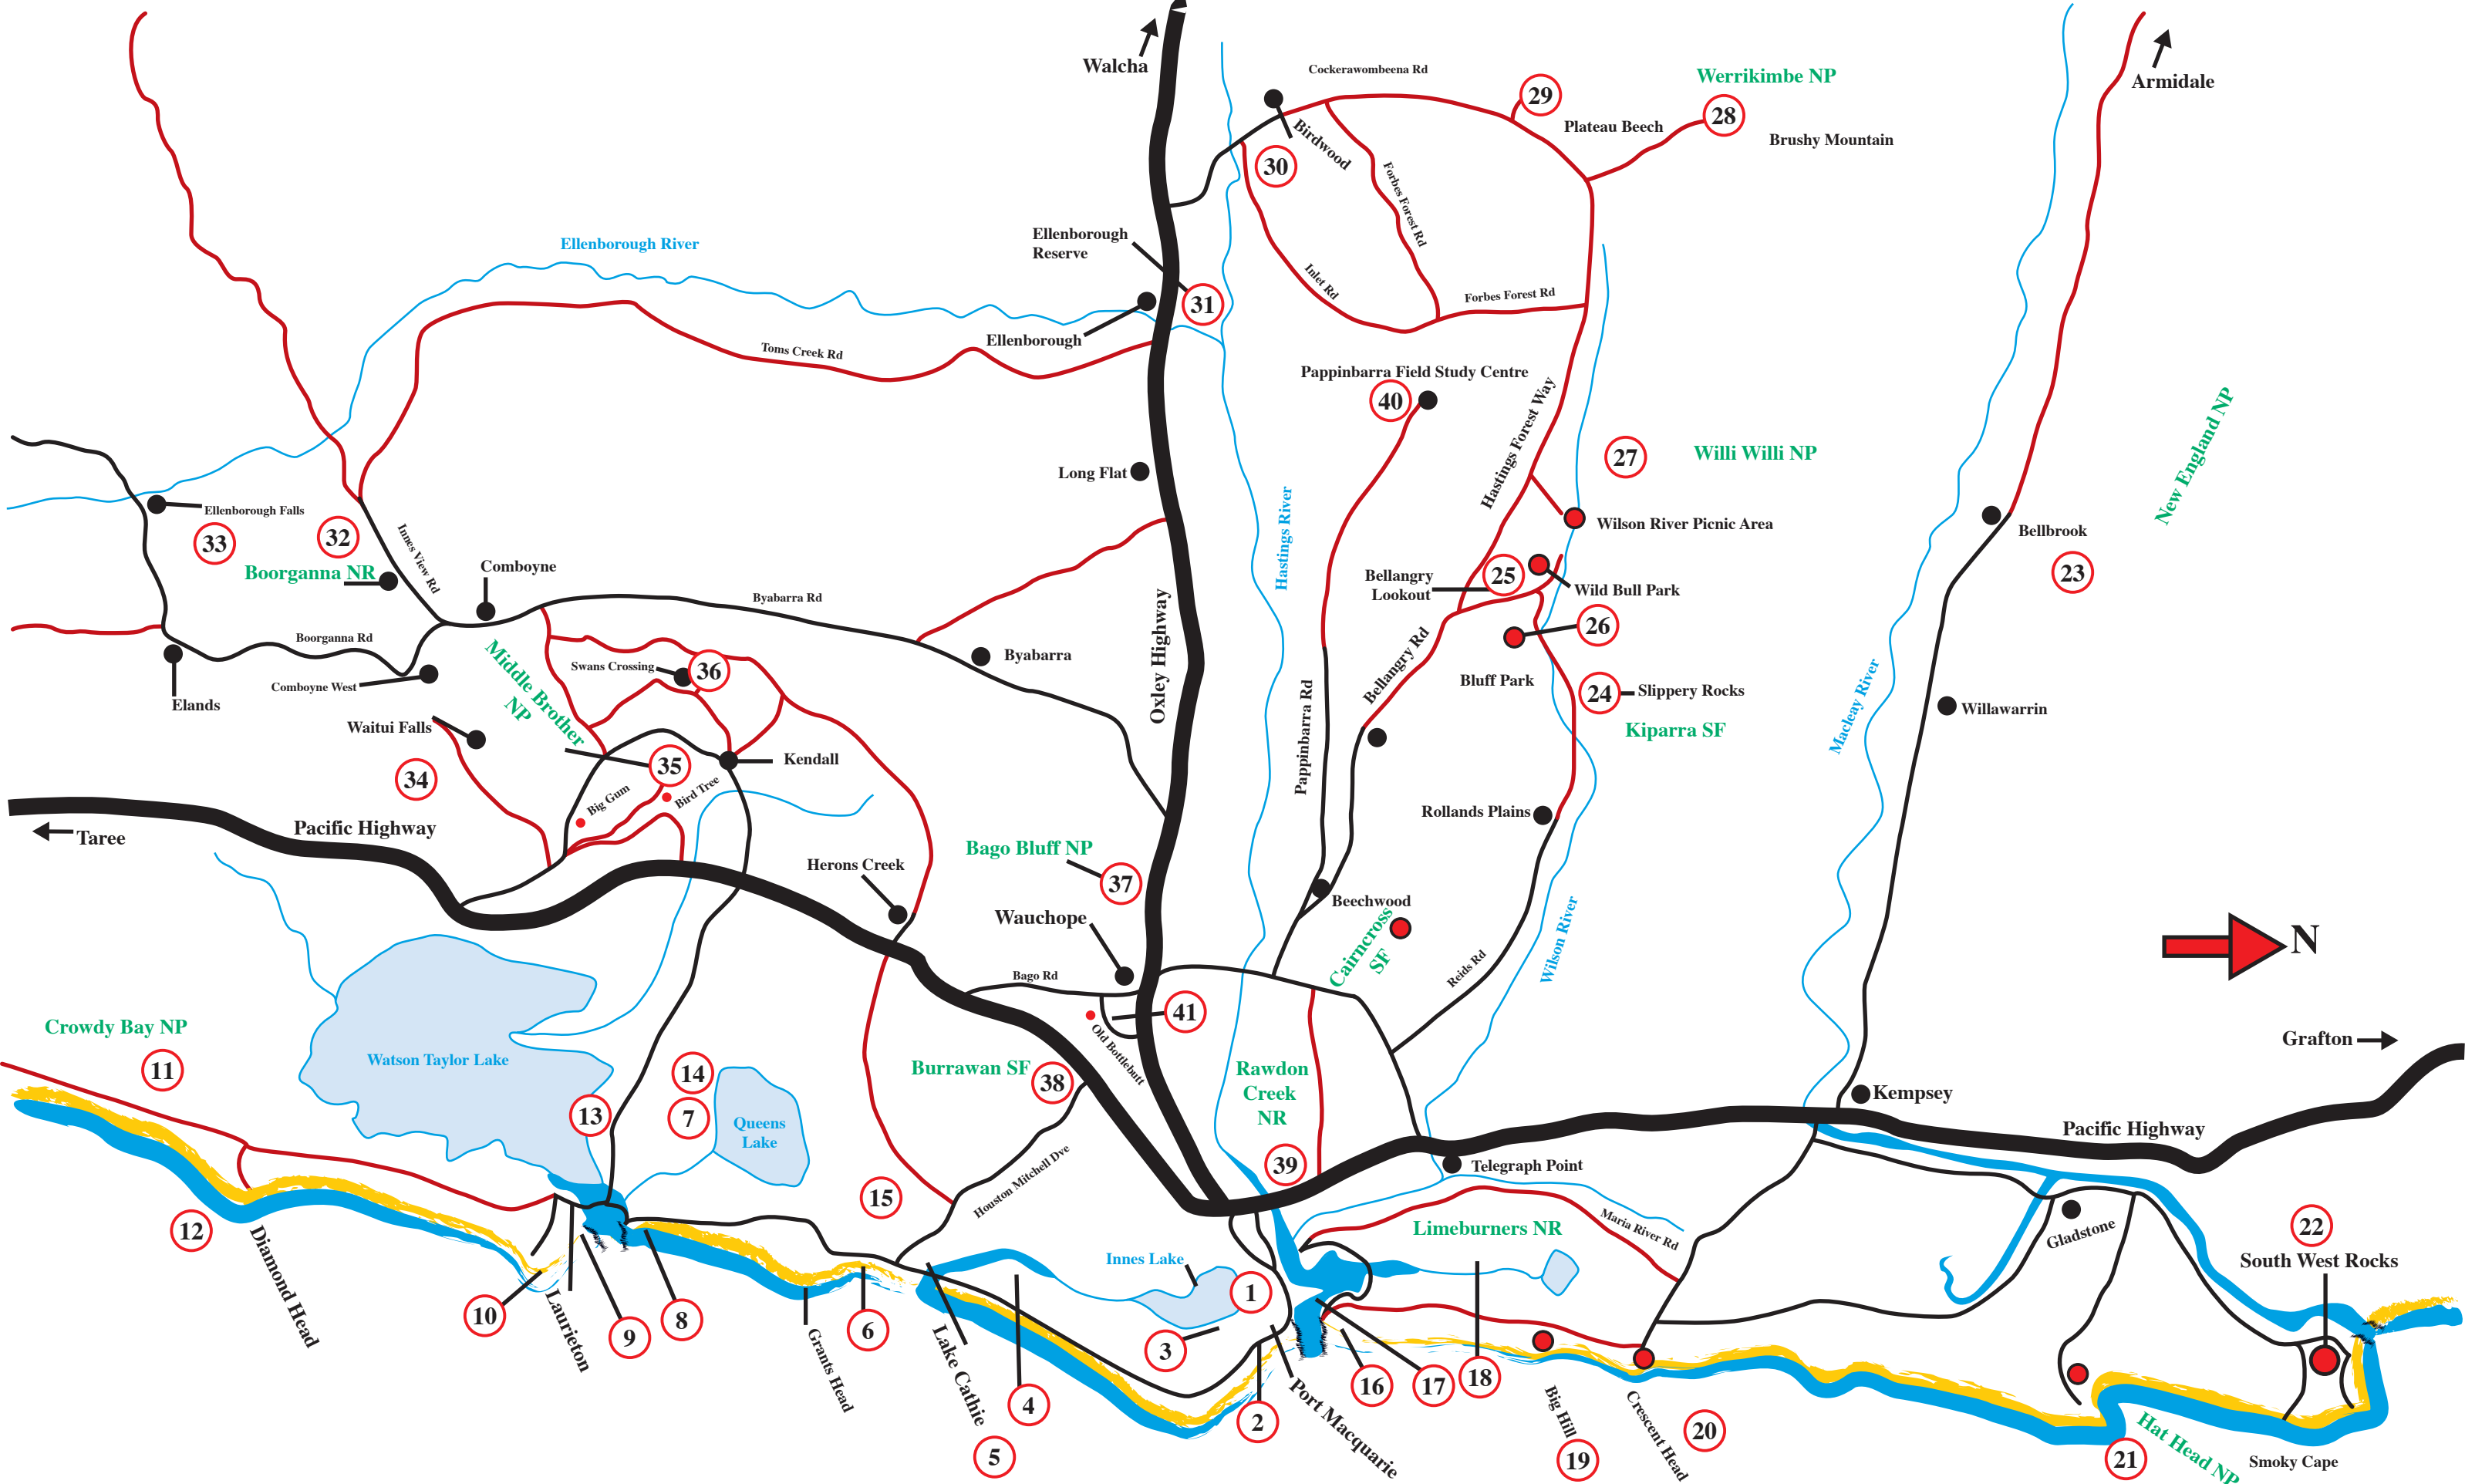 Walcha
Cockerawombeena Rd
Werrikimbe NP
Armidale
29
28
Plateau Beech
Brushy Mountain
Birdwood
30
Forbes Forest Rd
Ellenborough River
Ellenborough
Reserve
31
Inlet Rd
Forbes Forest Rd
Ellenborough
Toms Creek Rd
Pappinbarra Field Study Centre
40
Hastings Forest Way
New England NP
27
Willi Willi NP
Long Flat
Hastings River
Ellenborough Falls
33
32
Innes View Rd
Wilson River Picnic Area
Bellbrook
23
Boorganna NR
Comboyne
Bellangry
Lookout
25
Wild Bull Park
Byabarra Rd
26
Boorganna Rd
Middle Brother
NP
Swans Crossing
36
Byabarra
Oxley Highway
Bellangry Rd
Comboyne West
Elands
Bluff Park
24
Slippery Rocks
Kiparra SF
Macleay River
Willawarrin
Waitui Falls
34
35
Kendall
Pappinbarra Rd
Big Gum
Bird Tree
Rollands Plains
Pacific Highway
Taree
Herons Creek
Bago Bluff NP
37
Beechwood
Wauchope
Cairncross
SF
Wilson River
Reids Rd
N
Bago Rd
41
Old Bottlebutt
Crowdy Bay NP
11
Watson Taylor Lake
13
14
7
Queens
Lake
Burrawan SF
38
Rawdon
Creek
NR
39
Grafton
Kempsey
Pacific Highway
Telegraph Point
15
Houston Mitchell Dve
12
Diamond Head
Limeburners NR
Maria River Rd
Gladstone
22
South West Rocks
Innes Lake
1
10
Laurieton
9
8
Grants Head
6
Lake Cathie
4
5
3
2
Port Macquarie
16
17
18
Big Hill
19
Crescent Head
20
21
Hat Head NP
Smoky Cape